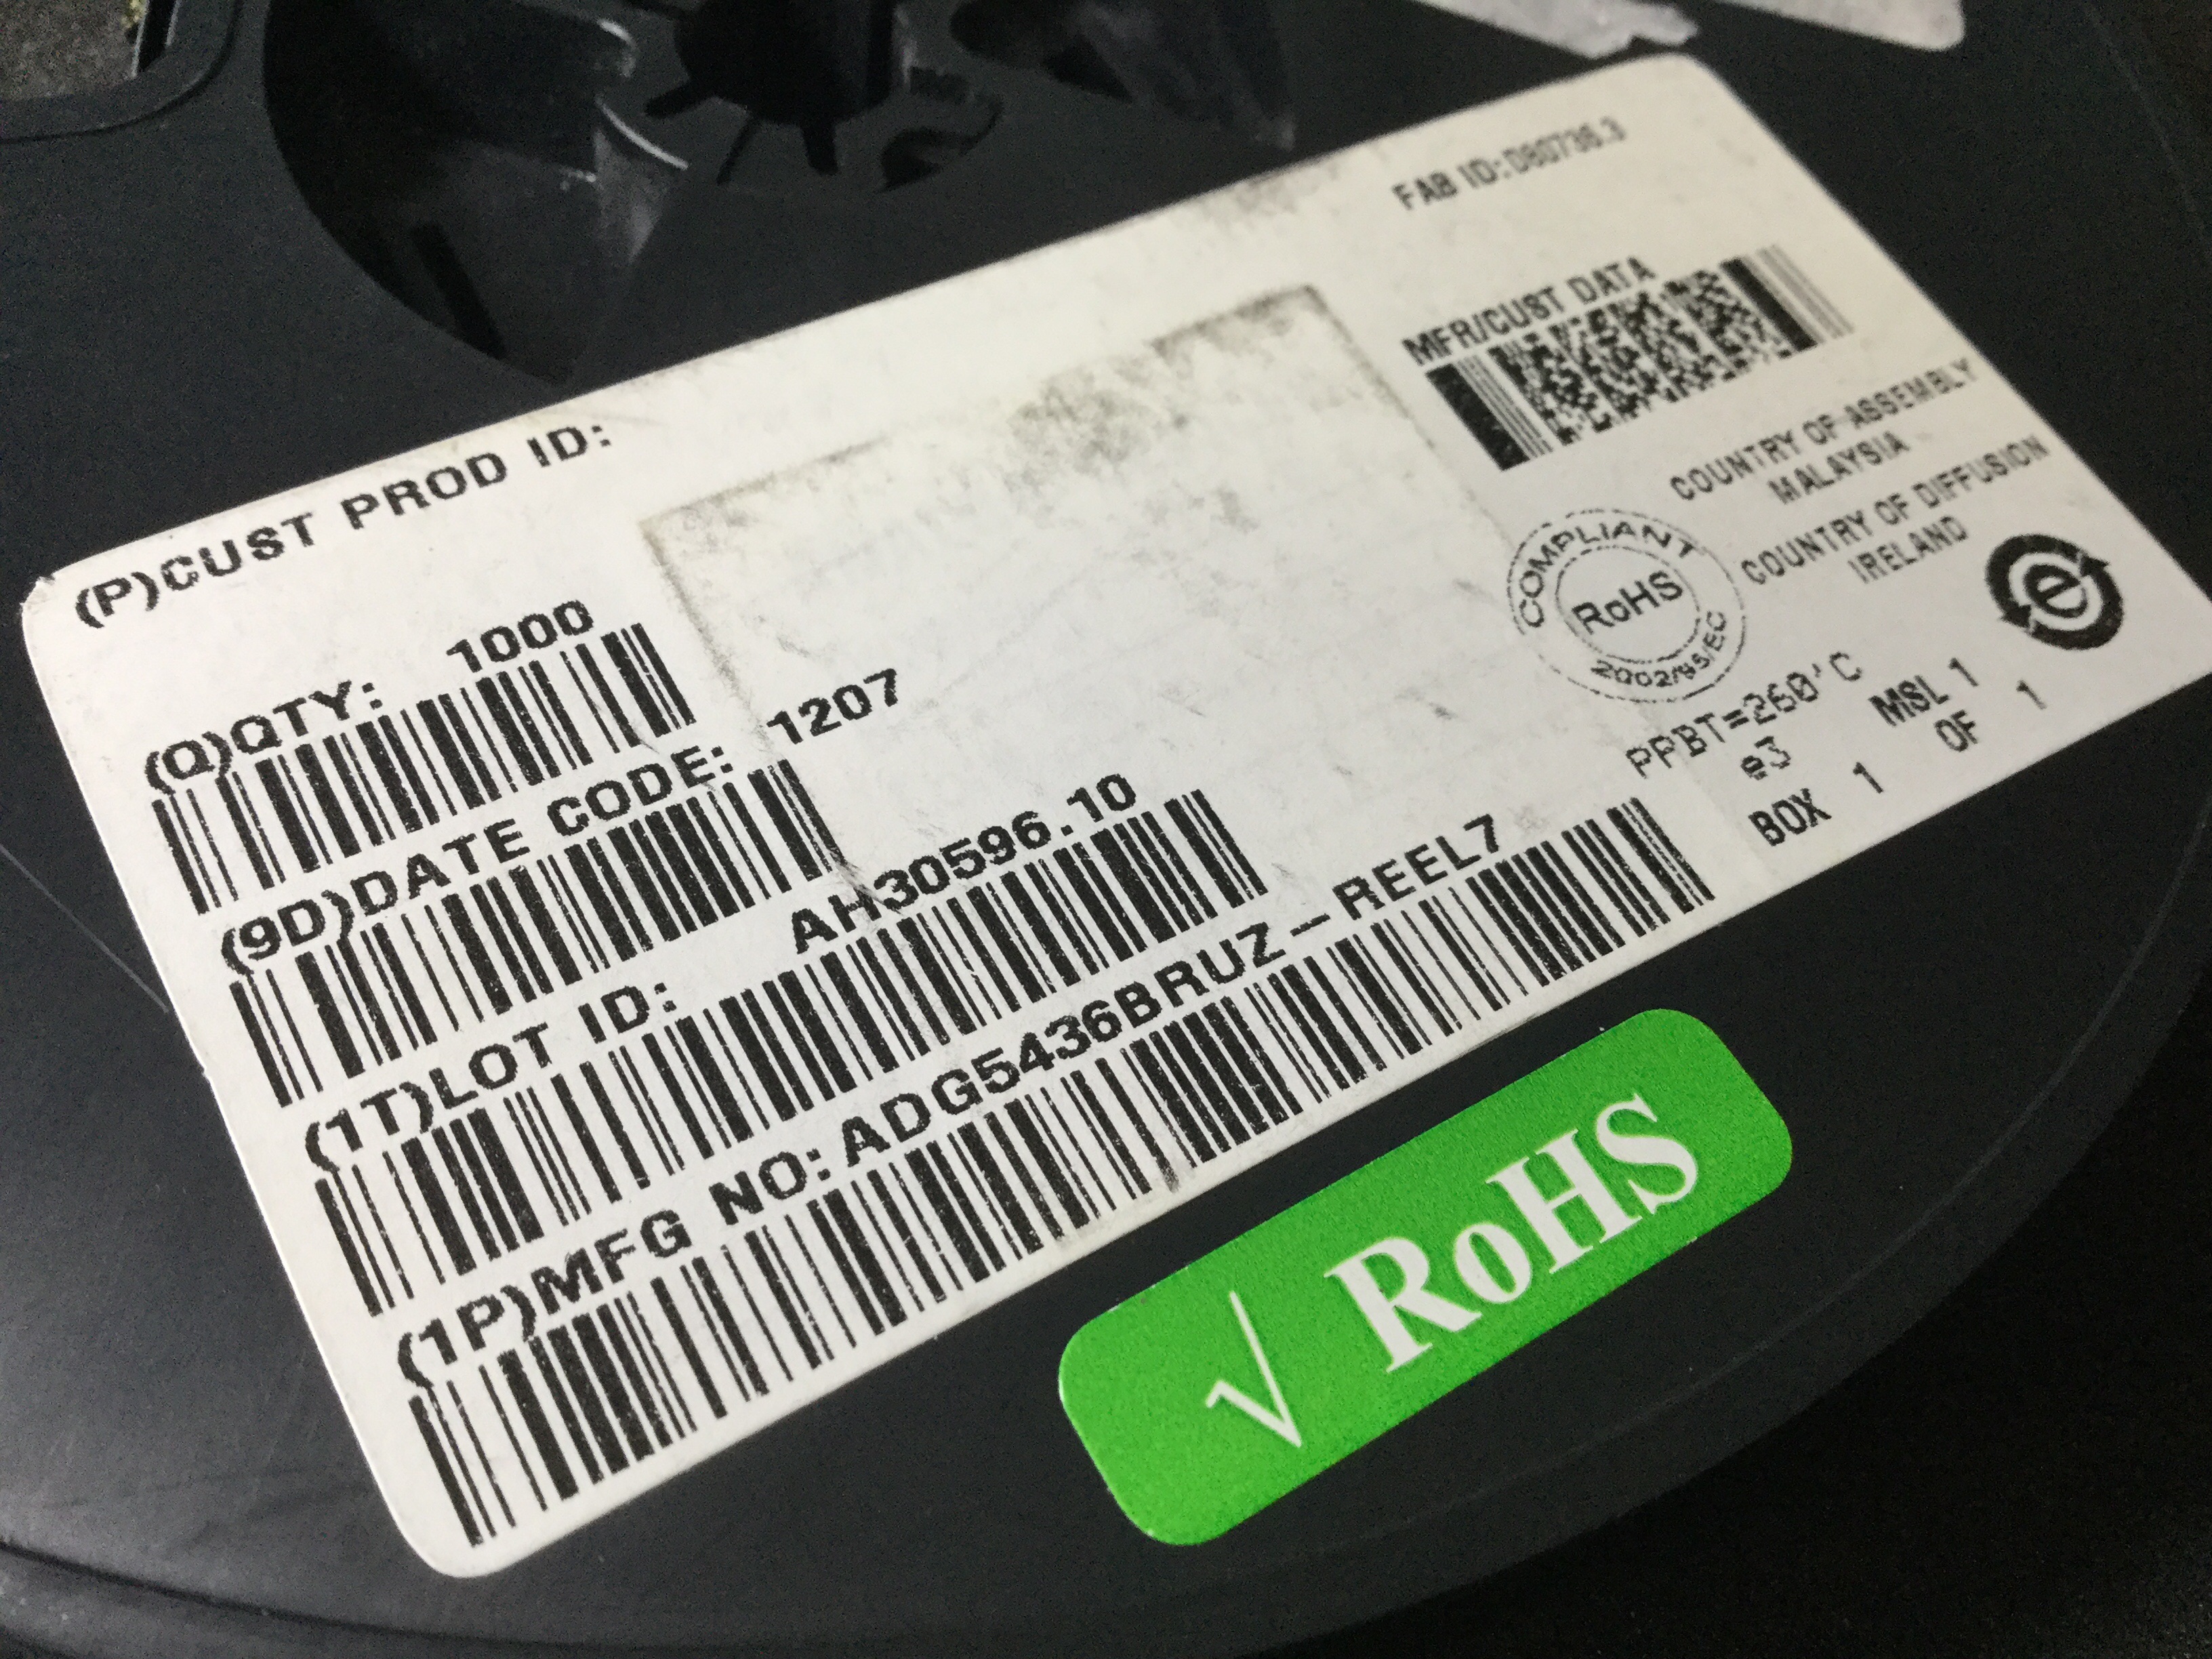 FAB ID: D80736.3
(P)CUST PROD ID:
MFR/CUST DATA
(Q)QTY: 1000
COUNTRY OF ASSEMBLY
MALAYSIA
COUNTRY OF DIFFUSION
IRELAND
COMPLIANT
RoHS
2002/95/EC
e
(9D)DATE CODE: 1207
PPBT=260'C
MSL 1
e3
(1T)LOT ID: AH30596.10
BOX 1 OF 1
(1P)MFG NO: ADG5436BRUZ-REEL7
√ RoHS